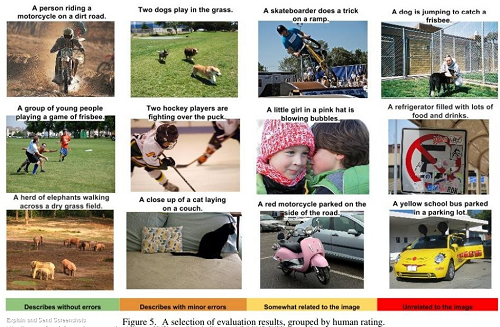 A person riding a
motorcycle on a dirt road.
Two dogs play in the grass.
A skateboarder does a trick
on a ramp.
A dog is jumping to catch a
frisbee.
A group of young people
playing a game of frisbee.
Two hockey players are
fighting over the puck.
A little girl in a pink hat is
blowing bubbles.
A refrigerator filled with lots of
food and drinks.
A herd of elephants walking
across a dry grass field.
A close up of a cat laying
on a couch.
A red motorcycle parked on the
side of the road.
A yellow school bus parked
in a parking lot.
Describes without errors
Describes with minor errors
Somewhat related to the image
Unrelated to the image
Explain and Send Screenshots
Figure 5. A selection of evaluation results, grouped by human rating.